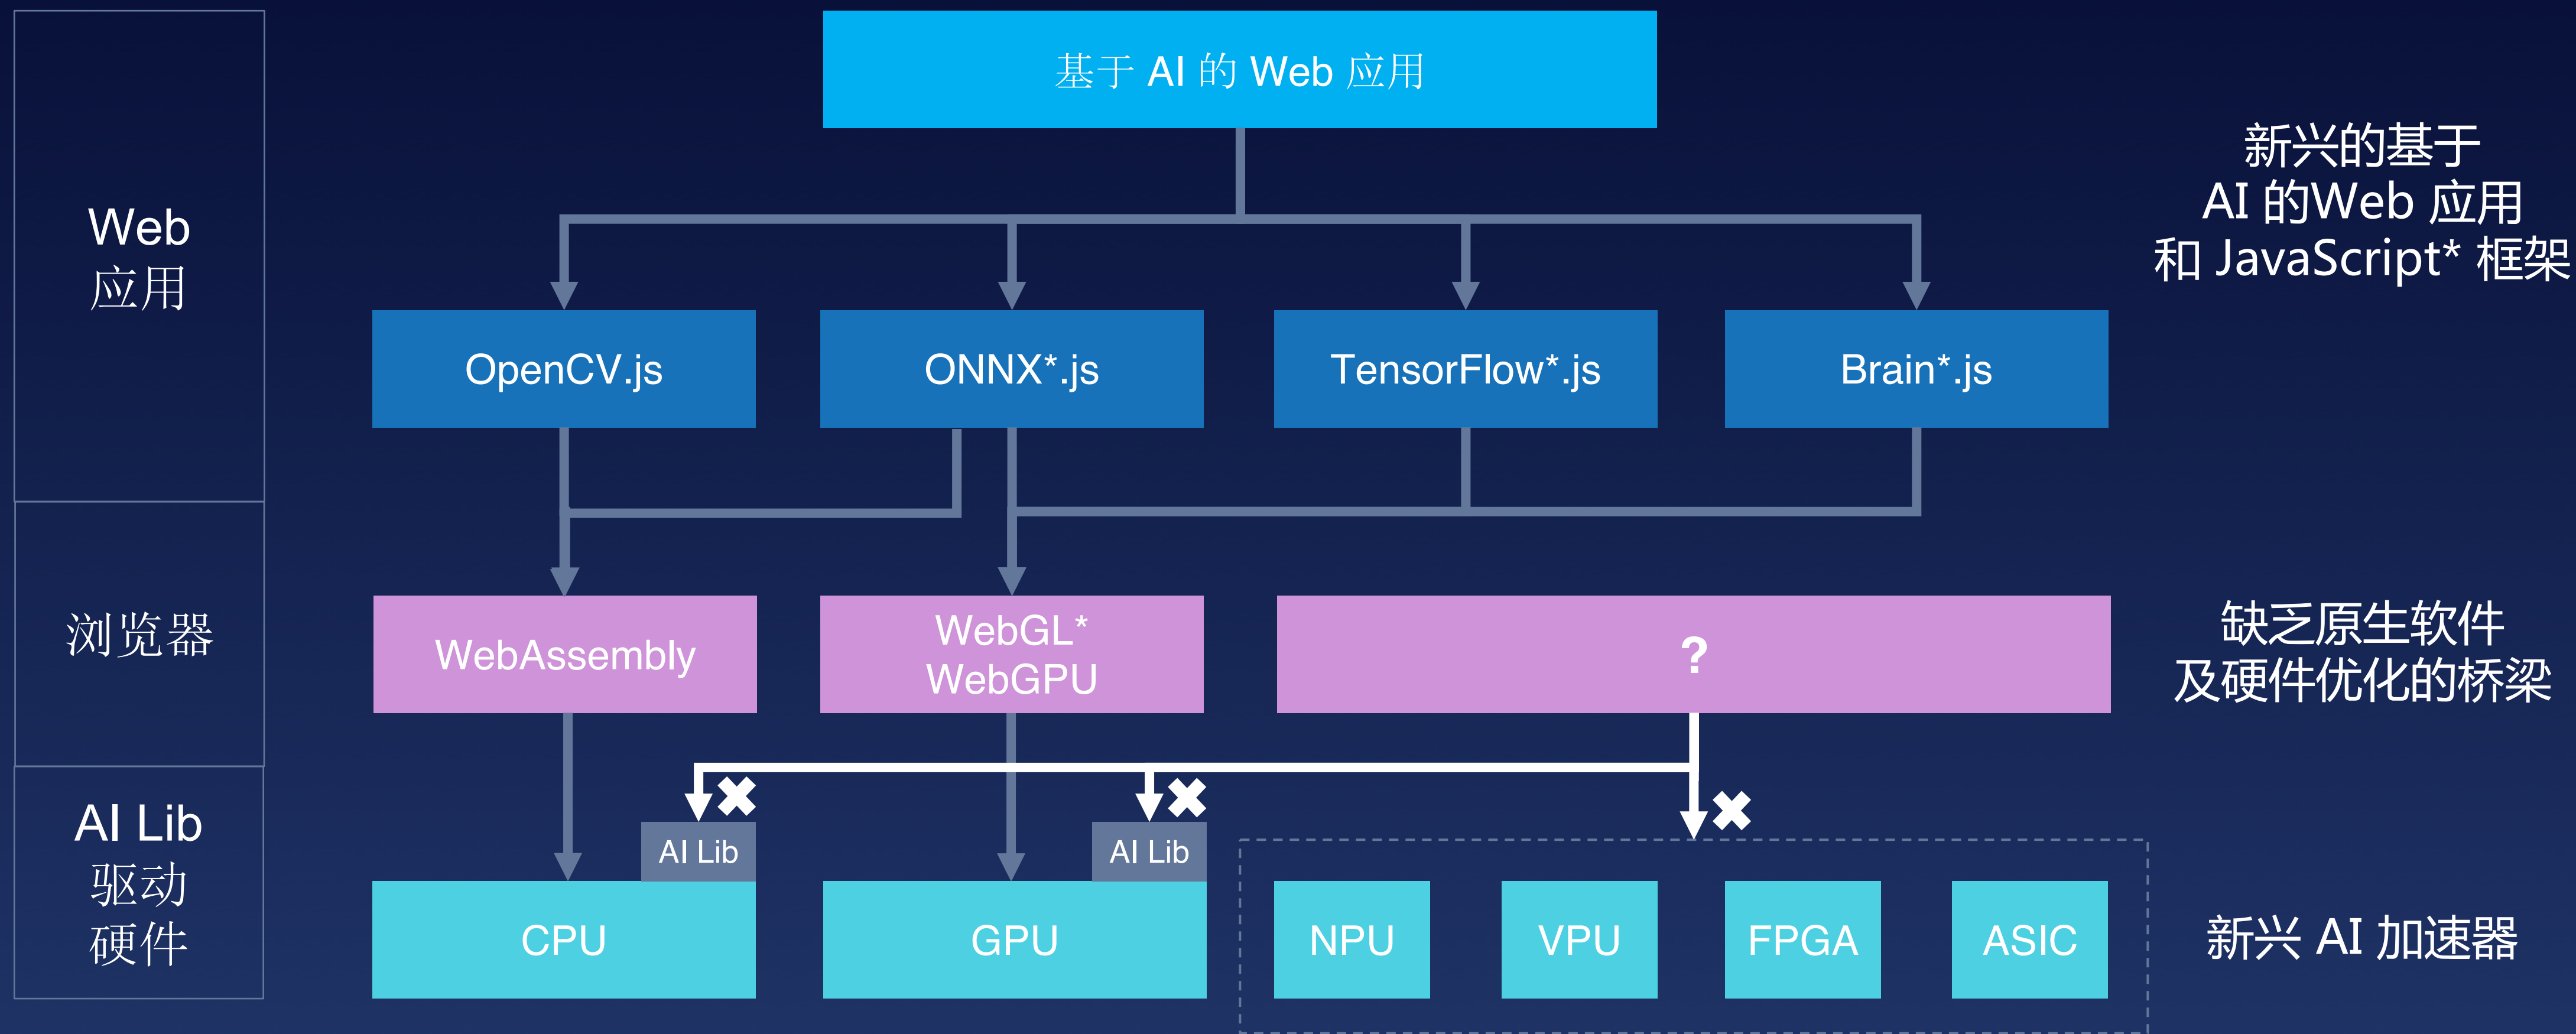 基于 AI 的 Web 应用
Web
应用
新兴的基于
AI 的Web 应用
和 JavaScript* 框架
OpenCV.js
ONNX*.js
TensorFlow*.js
Brain*.js
浏览器
WebAssembly
WebGL*
WebGPU
?
缺乏原生软件
及硬件优化的桥梁
AI Lib
驱动
硬件
AI Lib
AI Lib
CPU
GPU
NPU
VPU
FPGA
ASIC
新兴 AI 加速器